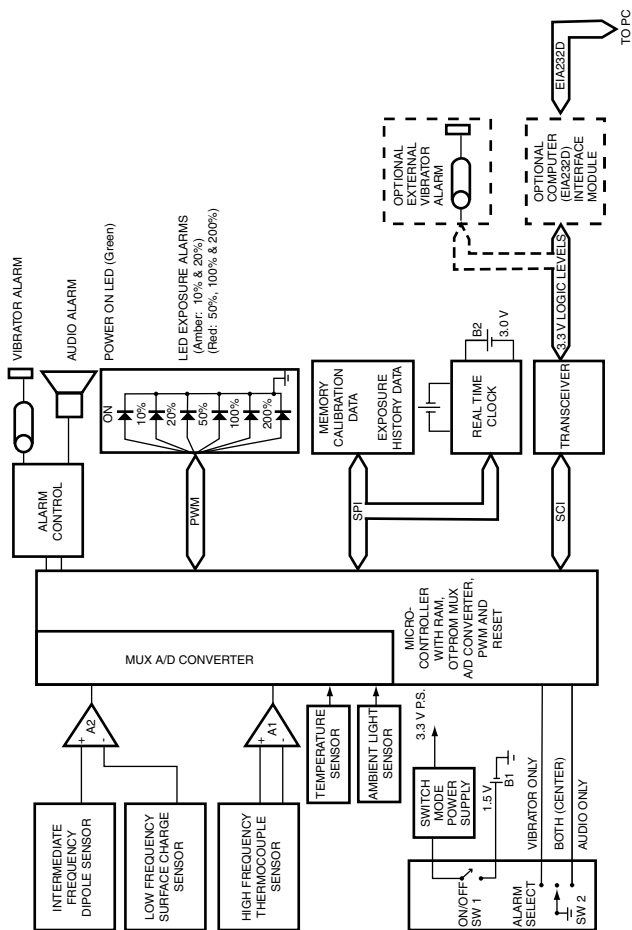 INTERMEDIATE
FREQUENCY
DIPOLE SENSOR
LOW FREQUENCY
SURFACE CHARGE
SENSOR
HIGH FREQUENCY
THERMOCOUPLE
SENSOR
+
A2
-
+
A1
-
TEMPERATURE
SENSOR
AMBIENT LIGHT
SENSOR
3.3 V P.S.
SWITCH
MODE
POWER
SUPPLY
1.5 V
B1
ON/OFF
SW 1
ALARM
SELECT
SW 2
VIBRATOR ONLY
BOTH (CENTER)
AUDIO ONLY
MUX A/D CONVERTER
MICRO-
CONTROLLER
WITH RAM,
OTPROM MUX
A/D CONVERTER,
PWM AND
RESET
ALARM
CONTROL
VIBRATOR ALARM
AUDIO ALARM
PWM
ON
10%
20%
50%
100%
200%
POWER ON LED (Green)
LED EXPOSURE ALARMS
(Amber: 10% & 20%)
(Red: 50%, 100% & 200%)
SPI
MEMORY
CALIBRATION
DATA
EXPOSURE
HISTORY DATA
REAL TIME
CLOCK
B2
3.0 V
SCI
TRANSCEIVER
3.3 V LOGIC LEVELS
OPTIONAL
EXTERNAL
VIBRATOR
ALARM
OPTIONAL
COMPUTER
(EIA232D)
INTERFACE
MODULE
EIA232D
TO PC